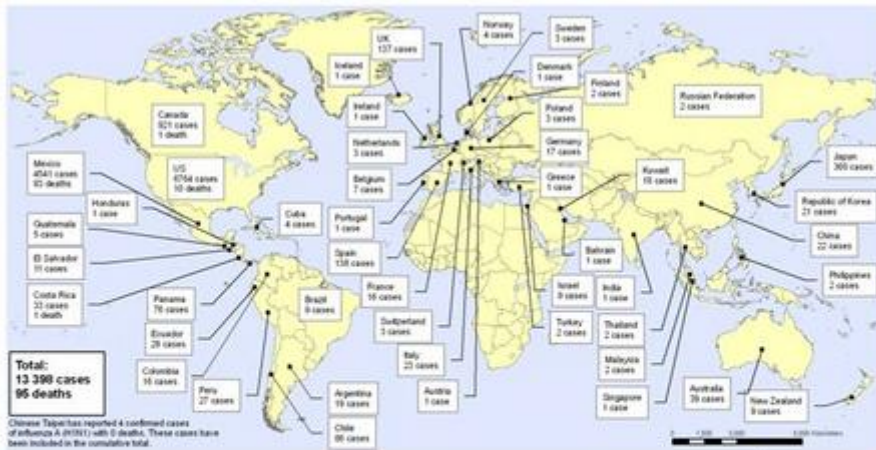 Norway
4 cases
Sweden
3 cases
UK
137 cases
Iceland
1 case
Denmark
1 case
Finland
2 cases
Russian Federation
2 cases
Canada
921 cases
1 death
Ireland
1 case
Poland
3 cases
Netherlands
3 cases
Germany
17 cases
Mexico
4541 cases
83 deaths
US
6764 cases
10 deaths
Belgium
7 cases
Greece
1 case
Kuwait
18 cases
Japan
cases
Honduras
1 case
Cuba
4 cases
Portugal
1 case
Republic of Korea
21 cases
Guatemala
5 cases
Spain
cases
Bahrain
1 case
China
22 cases
El Salvador
11 cases
France
16 cases
Israel
cases
India
1 case
Philippines
2 cases
Costa Rica
33 cases
1 death
Panama
76 cases
Brazil
cases
Switzerland
3 cases
Turkey
2 cases
Thailand
2 cases
Ecuador
28 cases
Italy
cases
Malaysia
2 cases
Total:
13 398 cases
95 deaths
Colombia
16 cases
Peru
27 cases
Argentina
19 cases
Austria
1 case
Singapore
1 case
Australia
39 cases
New Zealand
9 cases
Chile
86 cases
Chinese Taipei has reported 4 confirmed cases
of influenza A (H1N1) with 0 deaths. These cases have
been included in the cumulative total.